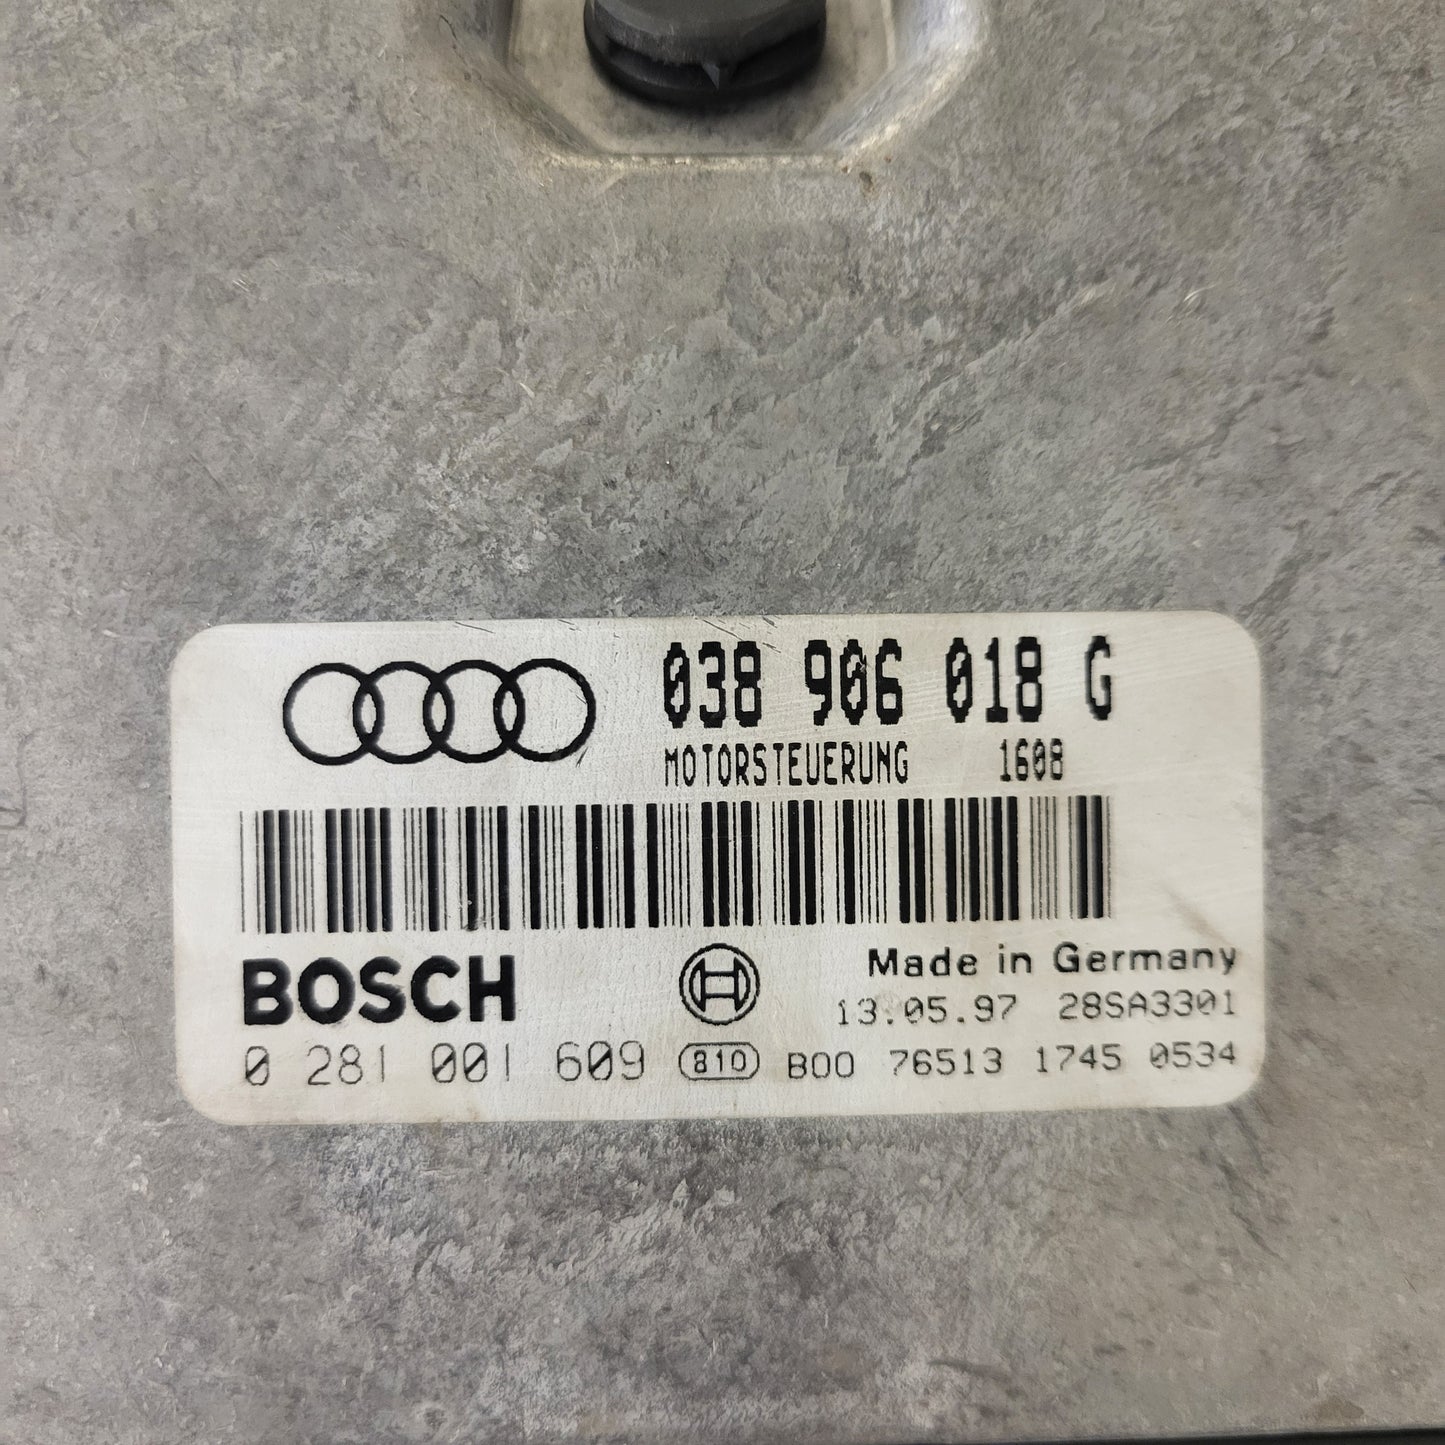 038 906 018 G
MOTORSTEUERUNG 1608
BOSCH
Made in Germany
13.05.97 28SA3301
0 281 001 609 810 B00 76513 1745 0534